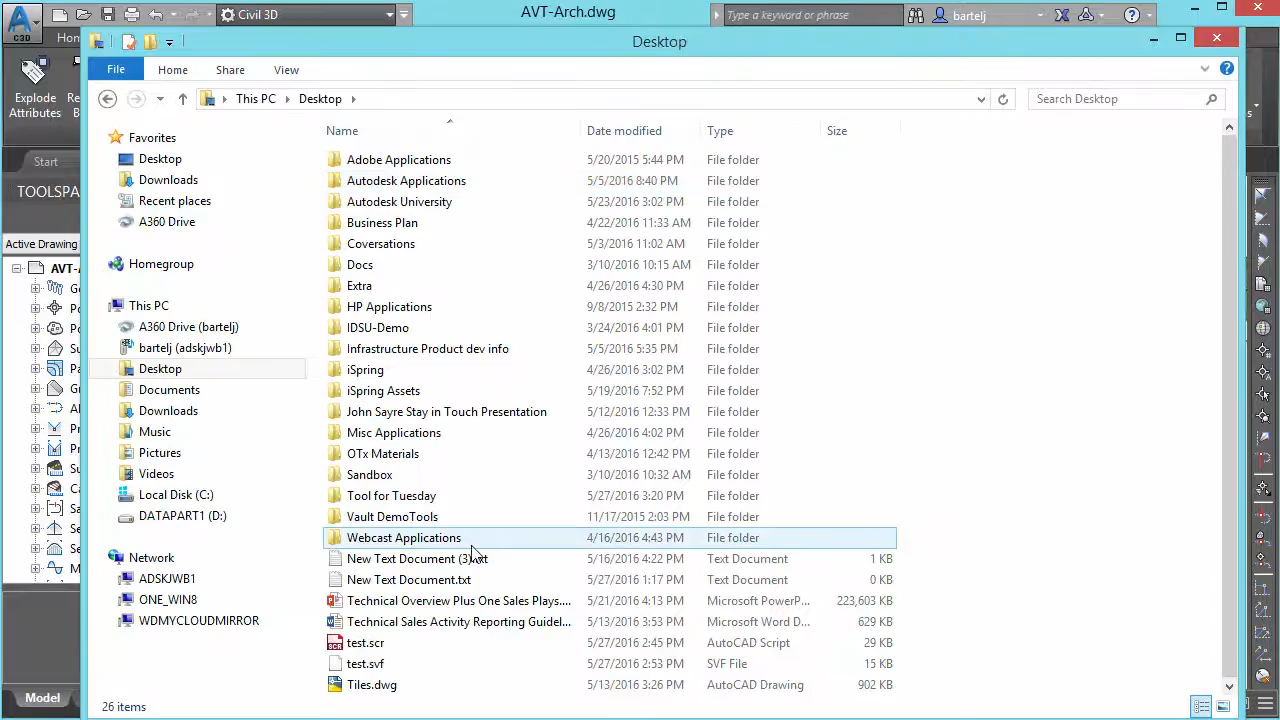 Civil 3D
AVT-Arch.dwg
Type a keyword or phrase
bartelj
C3D
Hom
Desktop
File
Home
Share
View
Explode
Attributes
Re
B
This PC
Desktop
Search Desktop
Start
TOOLSPA
Active Drawing
AVT-A
Favorites
Desktop
Downloads
Recent places
A360 Drive
Homegroup
This PC
A360 Drive (bartelj)
bartelj (adskjwb1)
Desktop
Documents
Downloads
Music
Pictures
Videos
Local Disk (C:)
DATAPART1 (D:)
Network
ADSKJWB1
ONE_WIN8
WDMYCLOUDMIRROR
Name Date modified Type Size
Adobe Applications 5/20/2015 5:44 PM File folder
Autodesk Applications 5/5/2016 8:40 PM File folder
Autodesk University 5/23/2016 3:02 PM File folder
Business Plan 4/22/2016 11:33 AM File folder
Coversations 5/3/2016 11:02 AM File folder
Docs 3/10/2016 10:15 AM File folder
Extra 4/26/2016 4:30 PM File folder
HP Applications 9/8/2015 2:32 PM File folder
IDSU-Demo 3/24/2016 4:01 PM File folder
Infrastructure Product dev info 5/5/2016 5:35 PM File folder
iSpring 4/26/2016 3:02 PM File folder
iSpring Assets 5/19/2016 7:52 PM File folder
John Sayre Stay in Touch Presentation 5/12/2016 12:33 PM File folder
Misc Applications 4/26/2016 4:02 PM File folder
OTx Materials 4/13/2016 12:42 PM File folder
Sandbox 3/10/2016 10:32 AM File folder
Tool for Tuesday 5/27/2016 3:20 PM File folder
Vault DemoTools 11/17/2015 2:03 PM File folder
Webcast Applications 4/16/2016 4:43 PM File folder
New Text Document (3).txt 5/16/2016 4:22 PM Text Document 1 KB
New Text Document.txt 5/27/2016 1:17 PM Text Document 0 KB
Technical Overview Plus One Sales Plays.... 5/21/2016 4:13 PM Microsoft PowerP... 223,603 KB
Technical Sales Activity Reporting Guidel... 5/13/2016 3:53 PM Microsoft Word D... 629 KB
test.scr 5/27/2016 2:45 PM AutoCAD Script 29 KB
test.svf 5/27/2016 2:53 PM SVF File 15 KB
Tiles.dwg 5/13/2016 3:26 PM AutoCAD Drawing 902 KB
Model
26 items